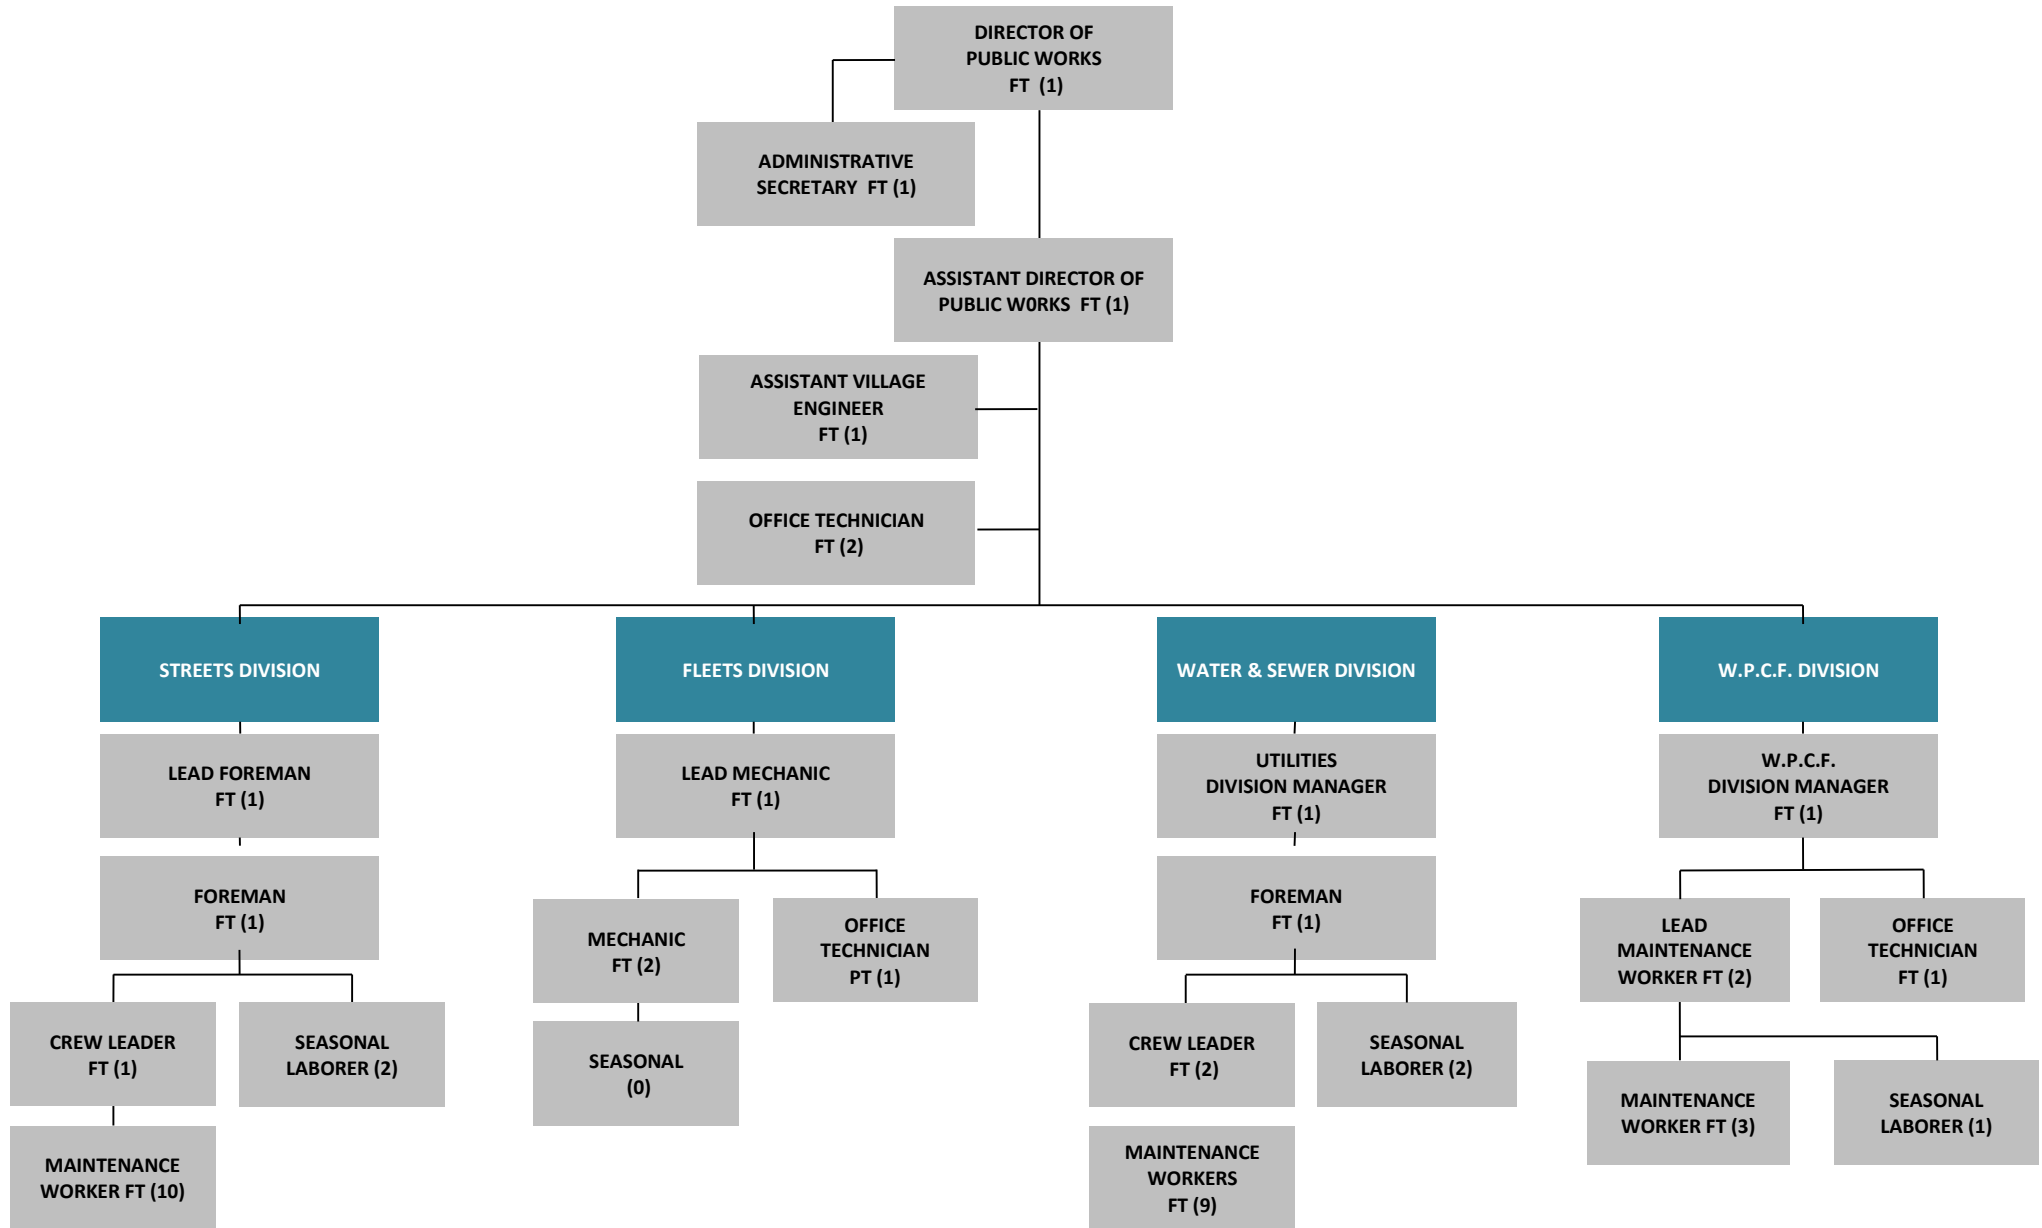 DIRECTOR OF
PUBLIC WORKS
FT (1)
ADMINISTRATIVE
SECRETARY FT (1)
ASSISTANT DIRECTOR OF
PUBLIC W0RKS FT (1)
ASSISTANT VILLAGE
ENGINEER
FT (1)
OFFICE TECHNICIAN
FT (2)
STREETS DIVISION
FLEETS DIVISION
WATER & SEWER DIVISION
W.P.C.F. DIVISION
LEAD FOREMAN
FT (1)
LEAD MECHANIC
FT (1)
UTILITIES
DIVISION MANAGER
FT (1)
W.P.C.F.
DIVISION MANAGER
FT (1)
FOREMAN
FT (1)
MECHANIC
FT (2)
OFFICE
TECHNICIAN
PT (1)
FOREMAN
FT (1)
LEAD
MAINTENANCE
WORKER FT (2)
OFFICE
TECHNICIAN
FT (1)
CREW LEADER
FT (1)
SEASONAL
LABORER (2)
SEASONAL
(0)
CREW LEADER
FT (2)
SEASONAL
LABORER (2)
MAINTENANCE
WORKER FT (3)
SEASONAL
LABORER (1)
MAINTENANCE
WORKER FT (10)
MAINTENANCE
WORKERS
FT (9)